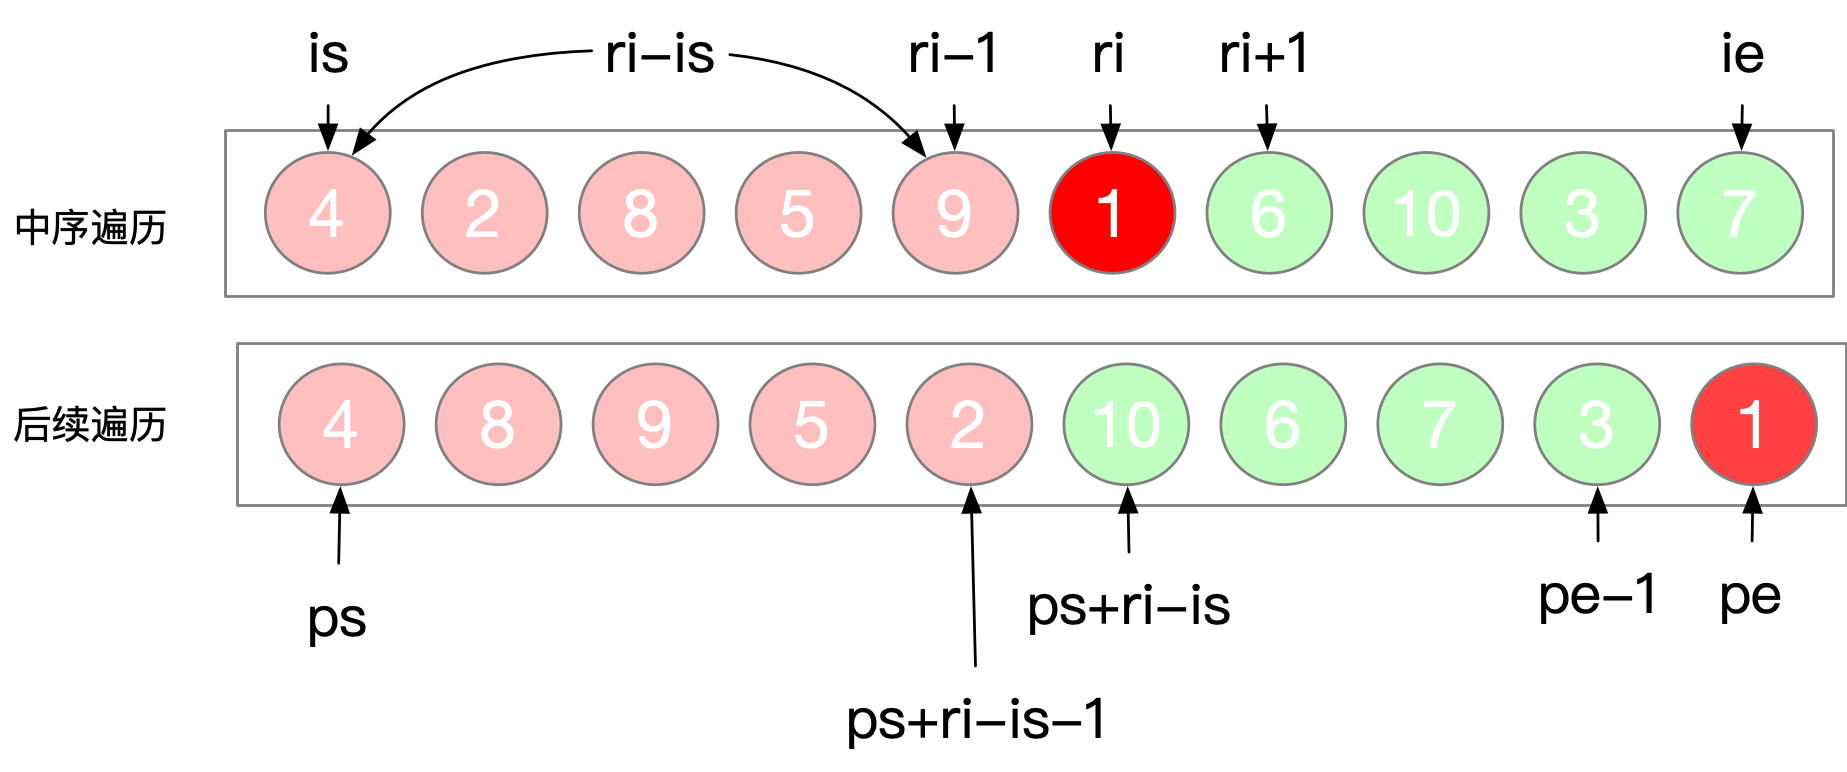 is ri–is ri–1 ri ri+1 ie
中序遍历 4 2 8 5 9 1 6 10 3 7
后续遍历 4 8 9 5 2 10 6 7 3 1
ps ps+ri–is pe–1 pe
ps+ri–is–1